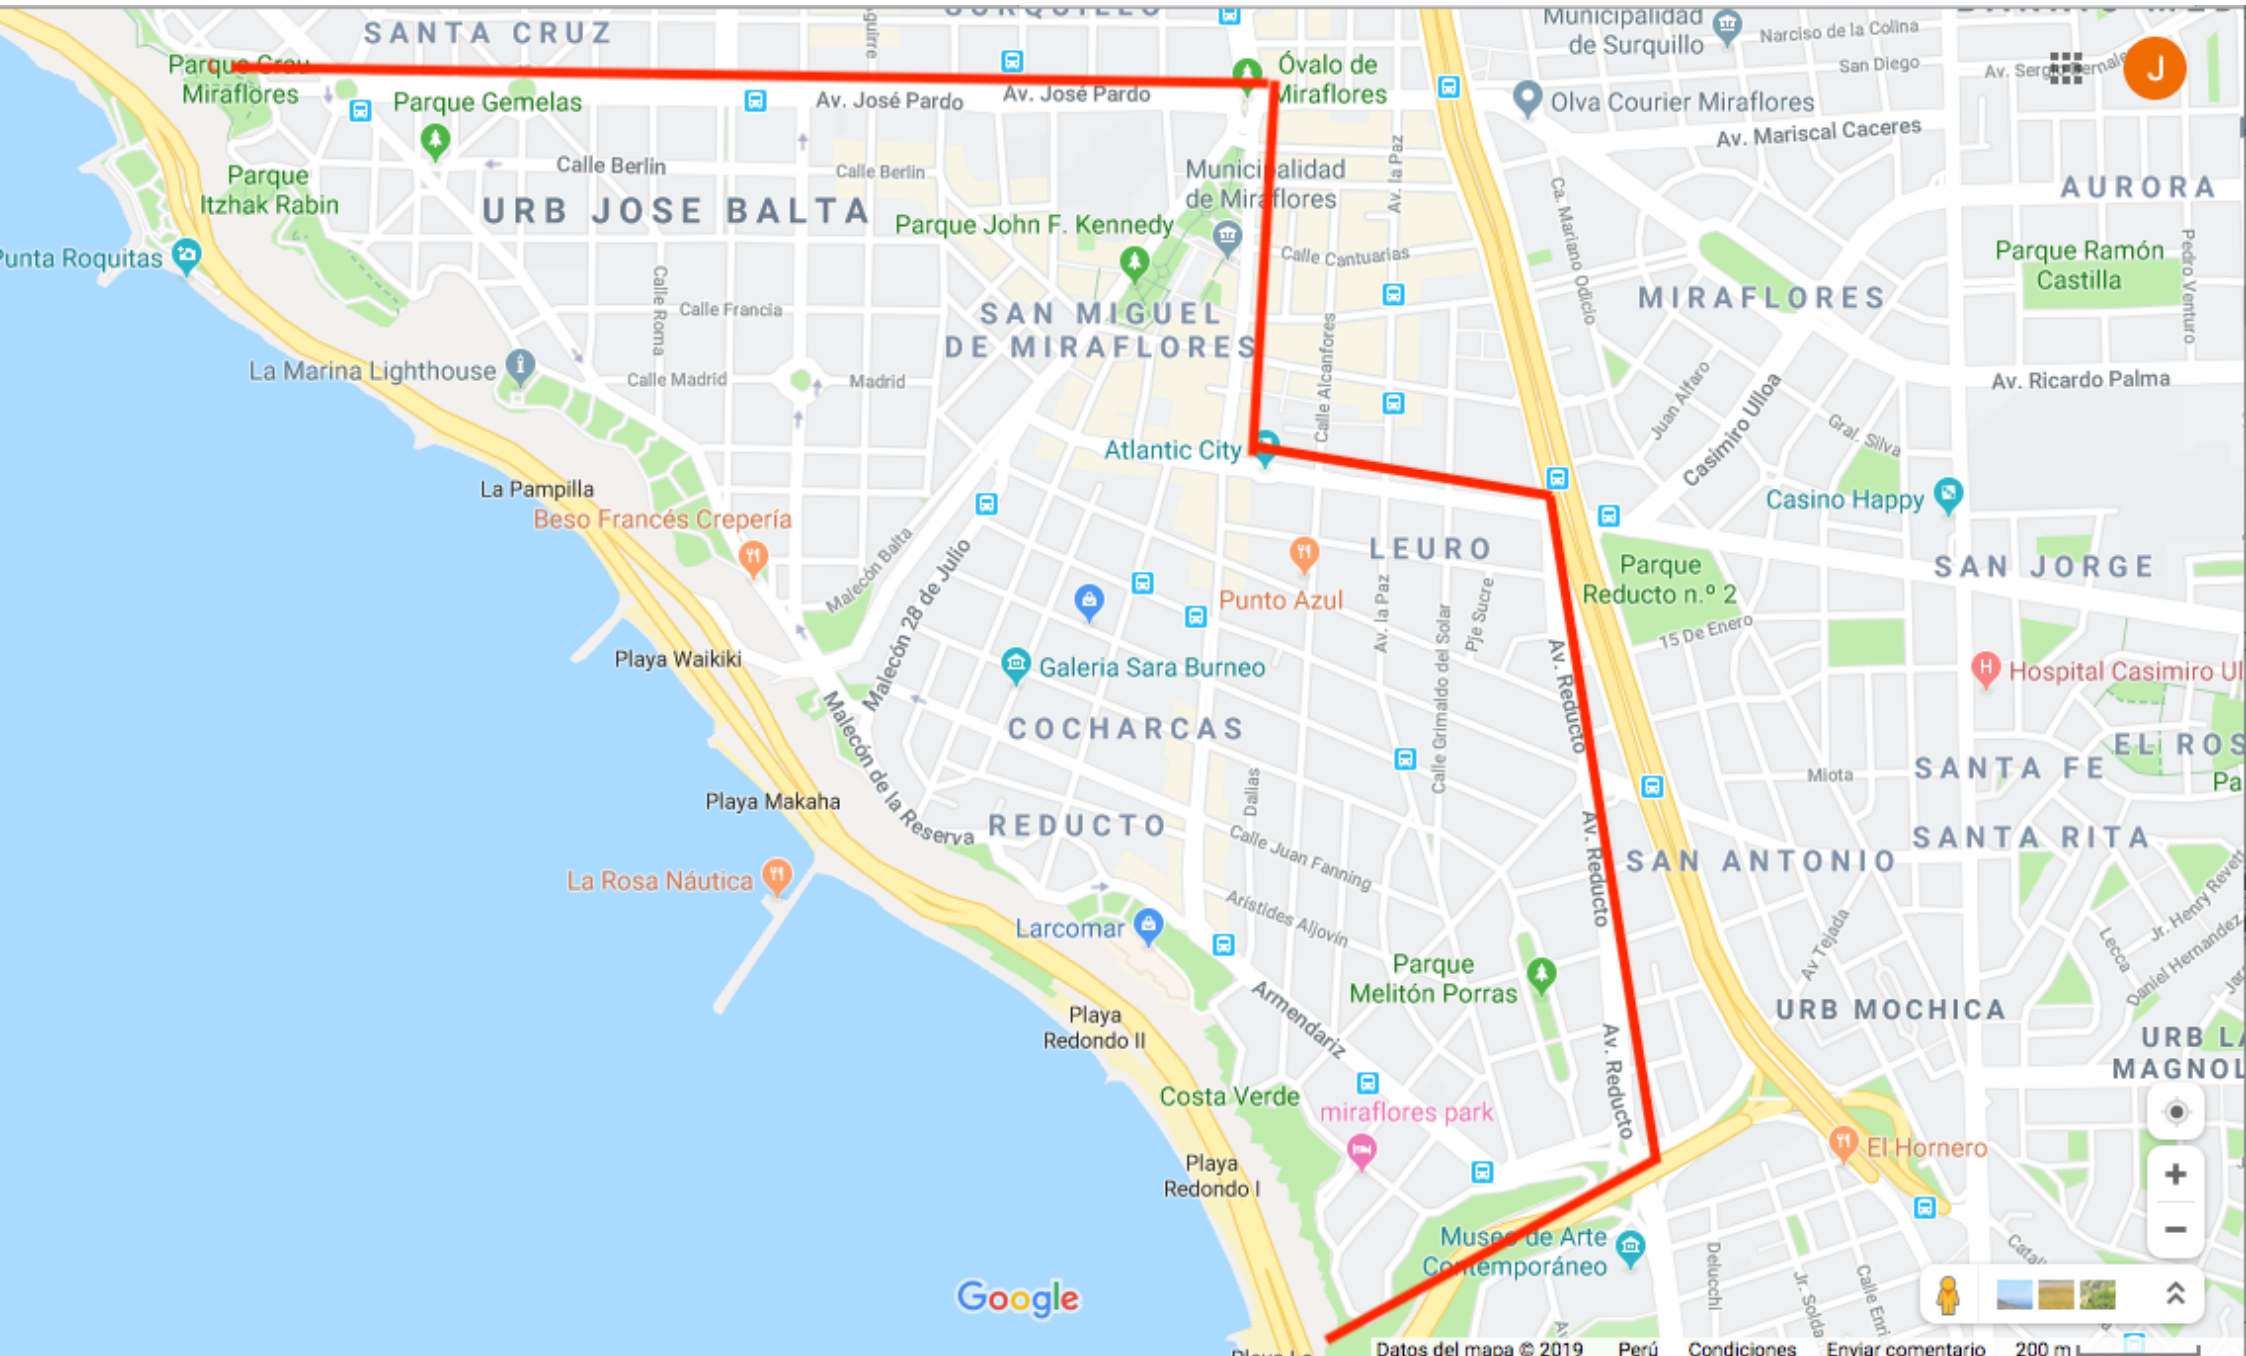 SANTA CRUZ
Municipalidad
de Surquillo
Narciso de la Colina
San Diego
J
Parque Grau
Miraflores
Parque Gemelas
Av. José Pardo
Av. José Pardo
Óvalo de
Miraflores
Olva Courier Miraflores
Av. Mariscal Caceres
Calle Berlin
Calle Berlin
Parque
Itzhak Rabin
URB JOSE BALTA
Municipalidad
de Miraflores
Av. la Paz
Ca. Mariano Odicio
AURORA
Parque John F. Kennedy
Punta Roquitas
Calle Cantuarias
Parque Ramón
Castilla
Pedro Venturo
Calle Roma
Calle Francia
SAN MIGUEL
DE MIRAFLORES
MIRAFLORES
Calle Alcanfores
La Marina Lighthouse
Calle Madrid
Madrid
Juan Alfaro
Casimiro Ulloa
Av. Ricardo Palma
Gral. Silva
Atlantic City
La Pampilla
Beso Francés Crepería
Casino Happy
Malecón Balta
Malecón 28 de Julio
LEURO
Parque
Reducto n.º 2
SAN JORGE
Punto Azul
Av. la Paz
Calle Grimaldo del Solar
Pje Sucre
15 De Enero
Playa Waikiki
Galeria Sara Burneo
Av. Reducto
Hospital Casimiro Ul
COCHARCAS
Malecón de la Reserva
EL ROS
Miota
SANTA FE
Pa
Playa Makaha
Dalias
REDUCTO
Calle Juan Fanning
Av. Reducto
SANTA RITA
SAN ANTONIO
La Rosa Náutica
Arístides Aljovín
Jr. Henry Revett
Larcomar
Av Tejada
Lecca
Daniel Hernandez
Parque
Melitón Porras
Armendariz
URB MOCHICA
Playa
Redondo II
Av. Reducto
URB LA
MAGNOL
Costa Verde
miraflores park
El Hornero
Playa
Redondo I
Museo de Arte
Contemporáneo
Deluchi
Jr. Solda
Calle Enri
Catal
Google
Datos del mapa © 2019 Perú Condiciones Enviar comentario 200 m